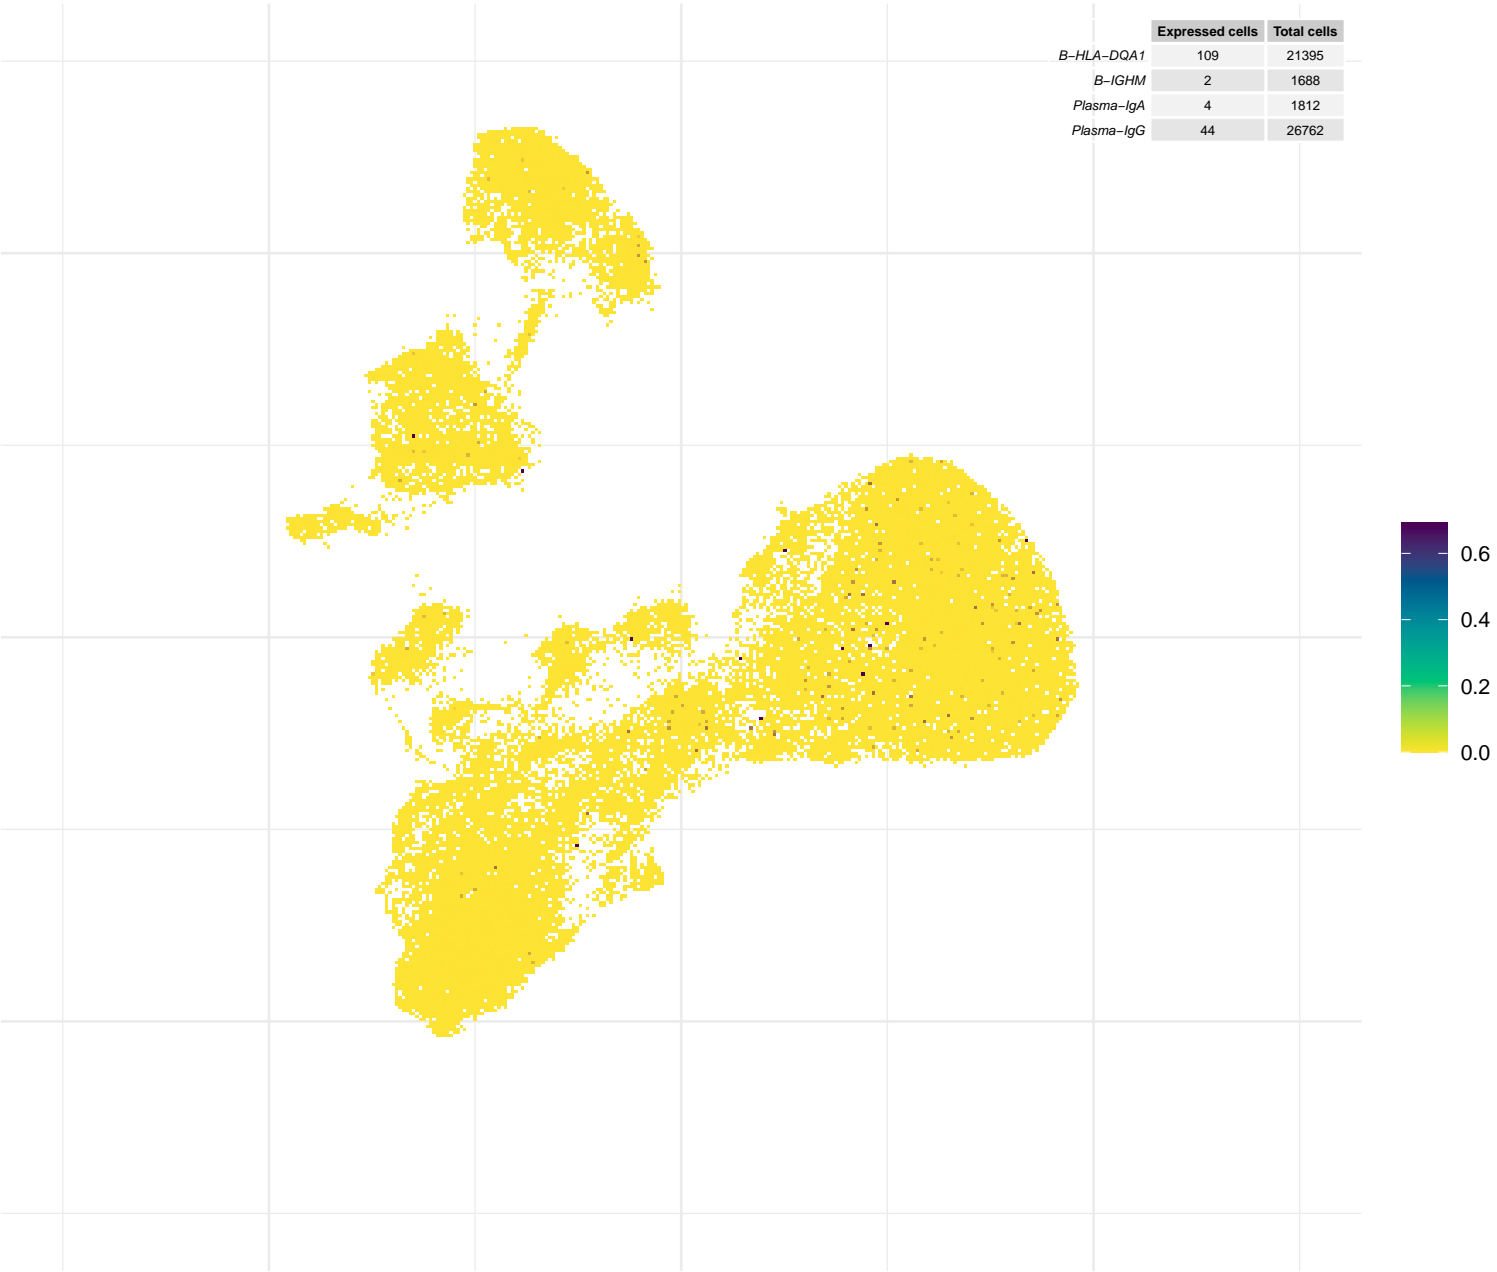 Expressed cells Total cells
B−HLA−DQA1 109 21395
B−IGHM 2 1688
Plasma−IgA 4 1812
Plasma−IgG 44 26762
0.6
0.4
0.2
0.0